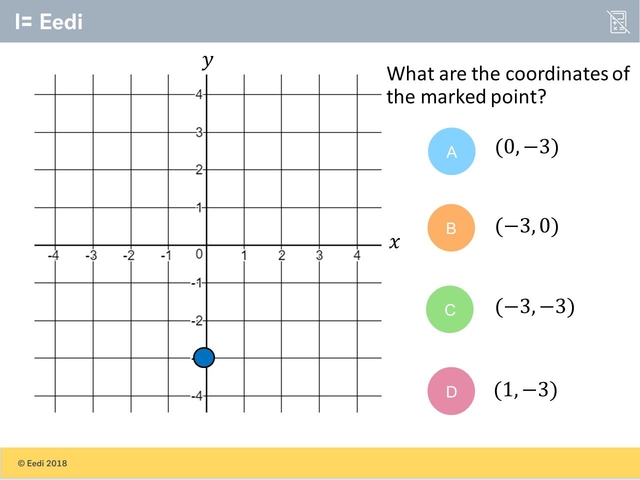 I= Eedi
y
What are the coordinates of
the marked point?
4
3
2
1
A (0, −3)
B (−3, 0)
x
-4 -3 -2 -1 0 1 2 3 4
-1
-2
-4
C (−3, −3)
D (1, −3)
© Eedi 2018